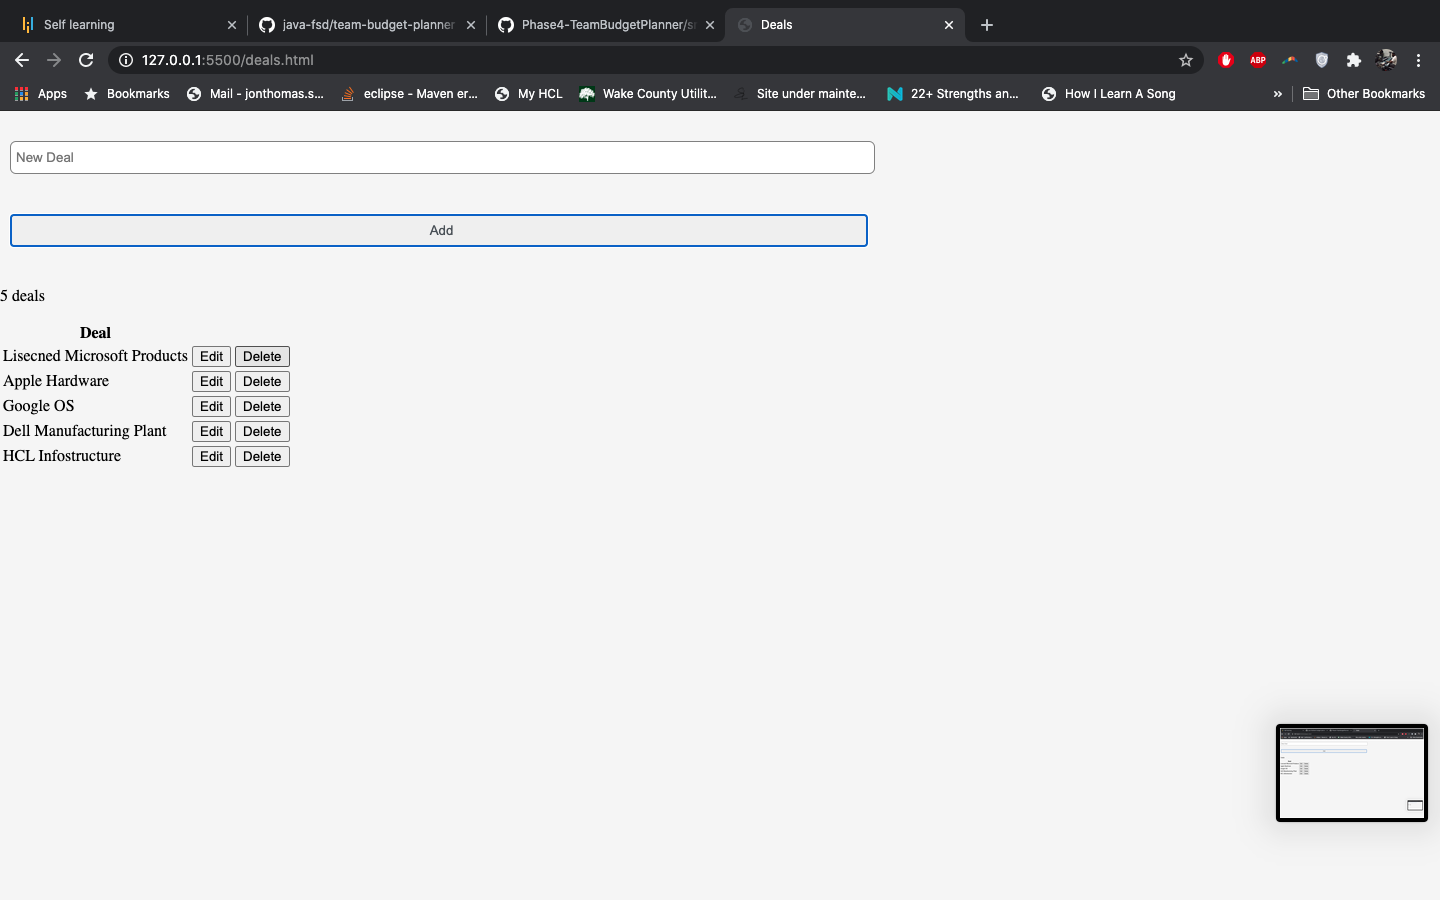 Self learning
java-fsd/team-budget-planner
Phase4-TeamBudgetPlanner/s
Deals
127.0.0.1:5500/deals.html
ABP
Apps
Bookmarks
Mail - jonthomas.s...
eclipse - Maven er...
My HCL
Wake County Utilit...
Site under mainte...
22+ Strengths an...
How I Learn A Song
»
Other Bookmarks
New Deal
Add
5 deals
Deal
Lisecned Microsoft Products Edit Delete
Apple Hardware Edit Delete
Google OS Edit Delete
Dell Manufacturing Plant Edit Delete
HCL Infostructure Edit Delete